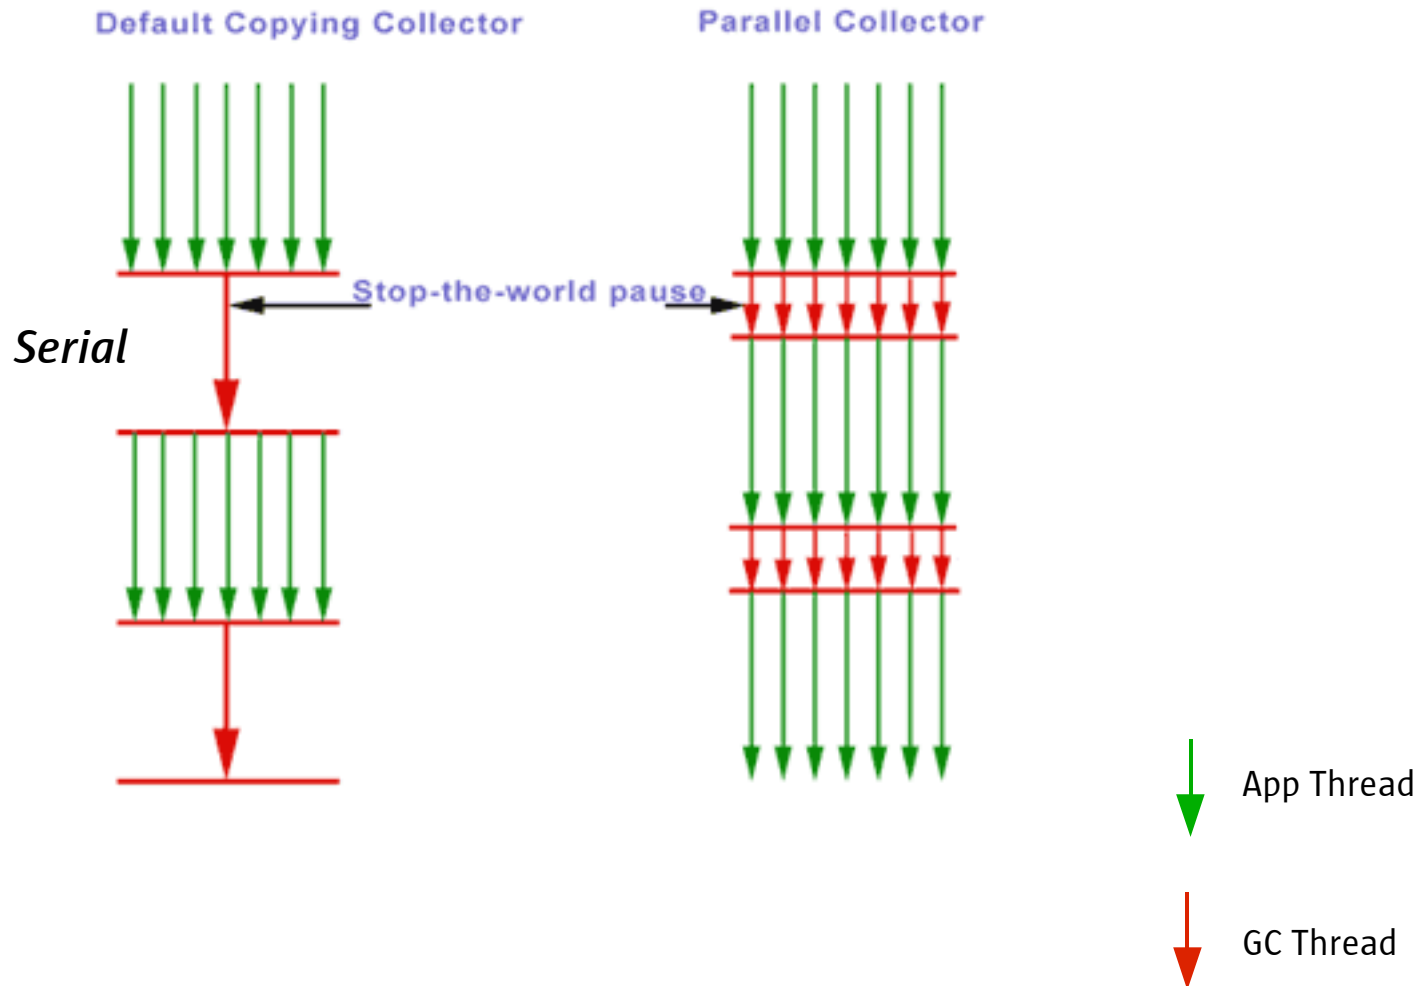 Default Copying Collector
Parallel Collector
Stop-the-world pause
Serial
App Thread
GC Thread